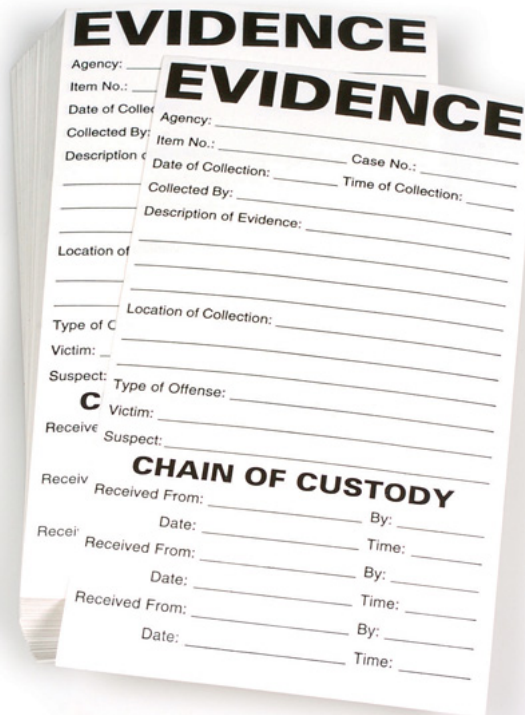 EVIDENCE
Agency:
Item No.:
Date of Collec
Collected By:
Description o
Location of
Type of O
Victim:
Suspect:
C
Receive
Receiv
Recei
EVIDENCE
Agency:
Item No.: Case No.:
Date of Collection: Time of Collection:
Collected By:
Description of Evidence:
Location of Collection:
Type of Offense:
Victim:
Suspect:
CHAIN OF CUSTODY
Received From: By:
Date: Time:
Received From: By:
Date: Time:
Received From: By:
Date: Time: